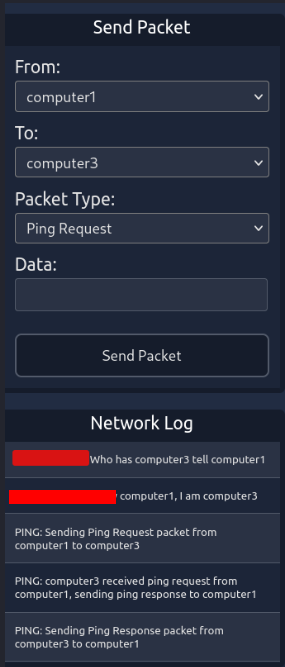 Send Packet
From:
computer1
To:
computer3
Packet Type:
Ping Request
Data:
Send Packet
Network Log
Who has computer3 tell computer1
computer1, I am computer3
PING: Sending Ping Request packet from
computer1 to computer3
PING: computer3 received ping request from
computer1, sending ping response to computer1
PING: Sending Ping Response packet from
computer3 to computer1